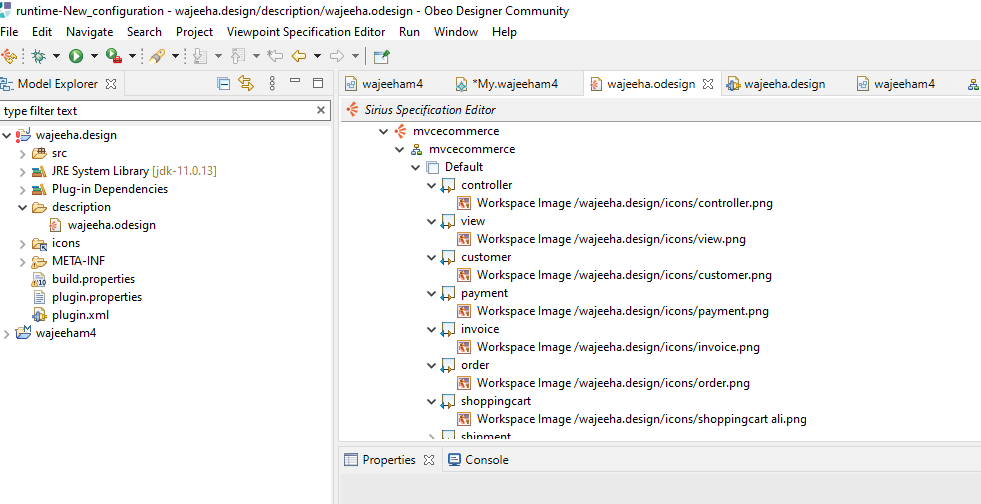 runtime-New_configuration - wajeeha.design/description/wajeeha.odesign - Obeo Designer Community
File Edit Navigate Search Project Viewpoint Specification Editor Run Window Help
Model Explorer
wajeeham4 *My.wajeeham4 wajeeha.odesign wajeeha.design wajeeham4
type filter text
Sirius Specification Editor
wajeeha.design
src
JRE System Library [jdk-11.0.13]
Plug-in Dependencies
description
wajeeha.odesign
icons
META-INF
build.properties
plugin.properties
plugin.xml
wajeeham4
mvcecommerce
mvcecommerce
Default
controller
Workspace Image /wajeeha.design/icons/controller.png
view
Workspace Image /wajeeha.design/icons/view.png
customer
Workspace Image /wajeeha.design/icons/customer.png
payment
Workspace Image /wajeeha.design/icons/payment.png
invoice
Workspace Image /wajeeha.design/icons/invoice.png
order
Workspace Image /wajeeha.design/icons/order.png
shoppingcart
Workspace Image /wajeeha.design/icons/shoppingcart ali.png
shipment
Properties Console